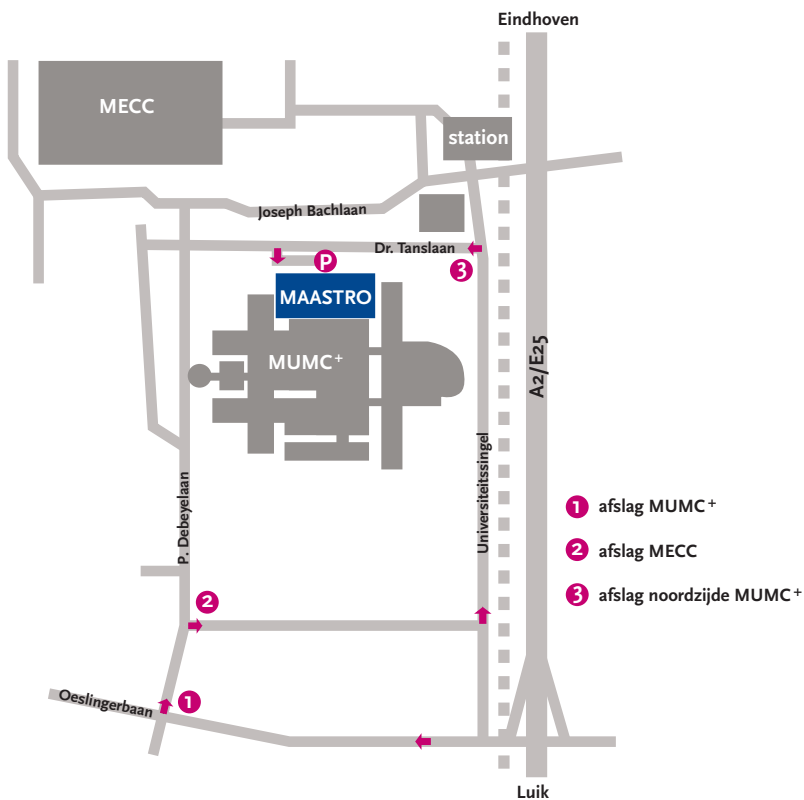 Eindhoven
MECC
station
Joseph Bachlaan
Dr. Tanslaan
P
3
MAASTRO
MUMC+
A2/E25
P. Debeyelaan
Universiteitssingel
1 afslag MUMC+
2 afslag MECC
3 afslag noordzijde MUMC+
2
Oeslingerbaan
1
Luik